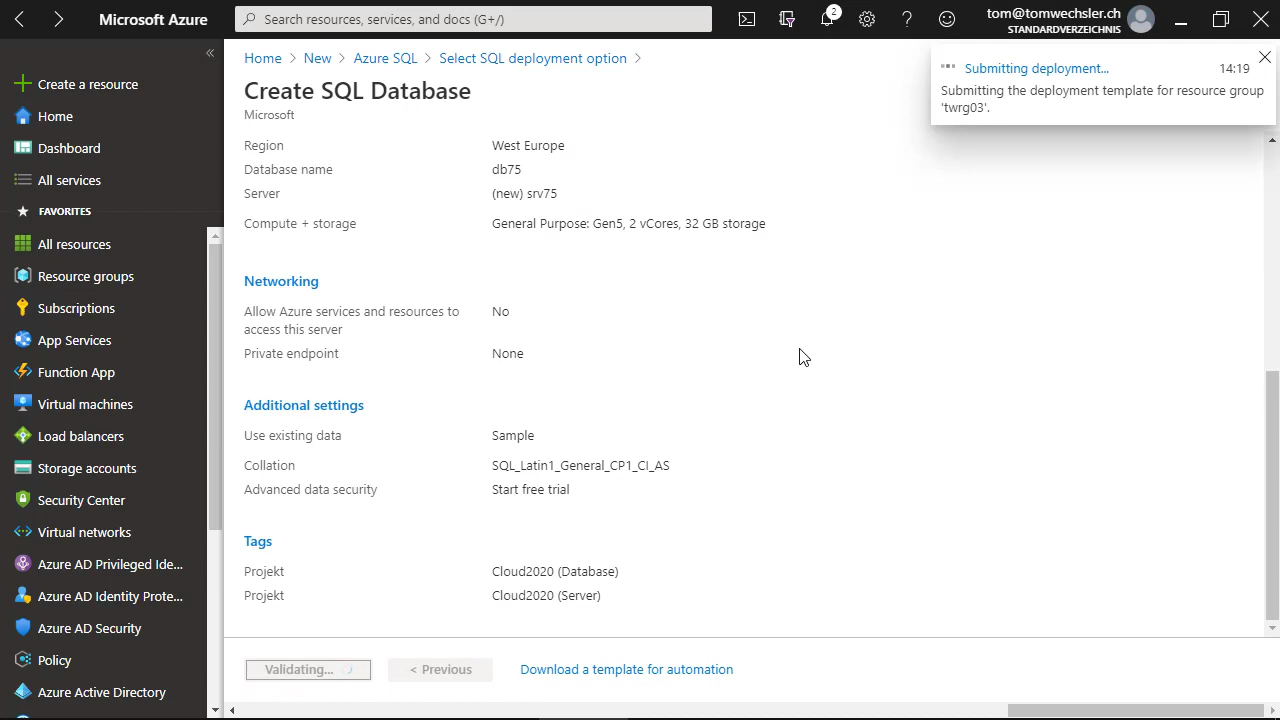 Microsoft Azure
Search resources, services, and docs (G+/)
2
tom@tomwechsler.ch
STANDARDVERZEICHNIS
Create a resource
Home
Dashboard
All services
FAVORITES
All resources
Resource groups
Subscriptions
App Services
Function App
Virtual machines
Load balancers
Storage accounts
Security Center
Virtual networks
Azure AD Privileged Ide...
Azure AD Identity Prote...
Azure AD Security
Policy
Azure Active Directory
Home > New > Azure SQL > Select SQL deployment option >
Create SQL Database
Microsoft
Submitting deployment... 14:19
Submitting the deployment template for resource group
'twrg03'.
Region West Europe
Database name db75
Server (new) srv75
Compute + storage General Purpose: Gen5, 2 vCores, 32 GB storage
Networking
Allow Azure services and resources to
access this server No
Private endpoint None
Additional settings
Use existing data Sample
Collation SQL_Latin1_General_CP1_CI_AS
Advanced data security Start free trial
Tags
Projekt Cloud2020 (Database)
Projekt Cloud2020 (Server)
Validating... < Previous Download a template for automation